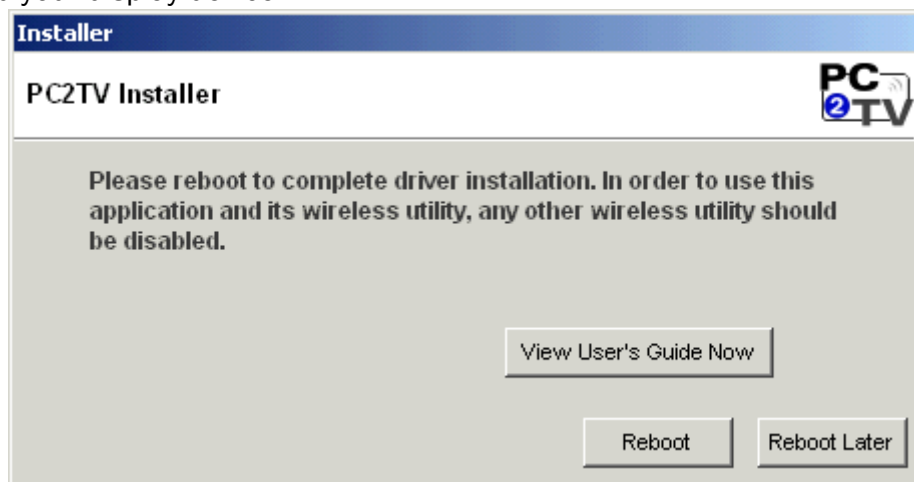 Installer
PC2TV Installer
PC
2TV
Please reboot to complete driver installation. In order to use this
application and its wireless utility, any other wireless utility should
be disabled.
View User's Guide Now
Reboot
Reboot Later